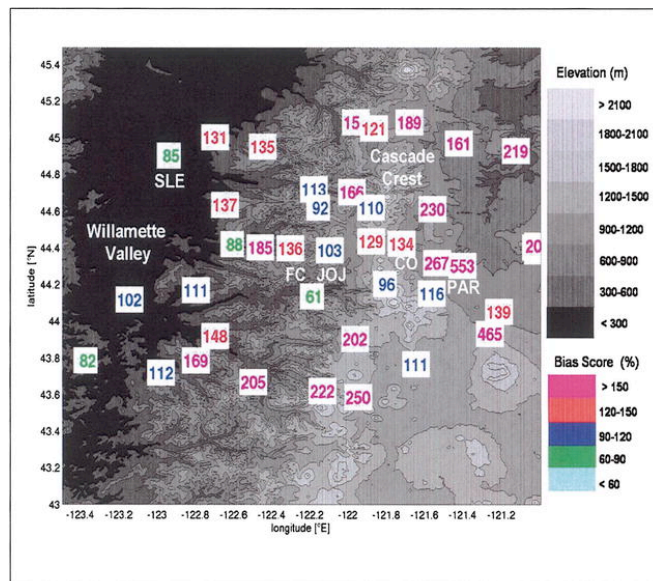 45.4
45.2
45
44.8
44.6
44.4
44.2
44
43.8
43.6
43.4
43.2
43
latitude [°N]
-123.4 -123.2 -123 -122.8 -122.6 -122.4 -122.2 -122 -121.8 -121.6 -121.4 -121.2
longitude [°E]
15 189
131 121
135 161
85 219
SLE
Cascade
Crest
113 166
137 92 110 230
Willamette
Valley
88 185 136 103 129 134 20
FC JOJ CO 267 553
PAR
102 111 61 96 116
139
148 202 465
82 112 169 111
205 222 250
Elevation (m)
> 2100
1800-2100
1500-1800
1200-1500
900-1200
600-900
300-600
< 300
Bias Score (%)
> 150
120-150
90-120
60-90
< 60